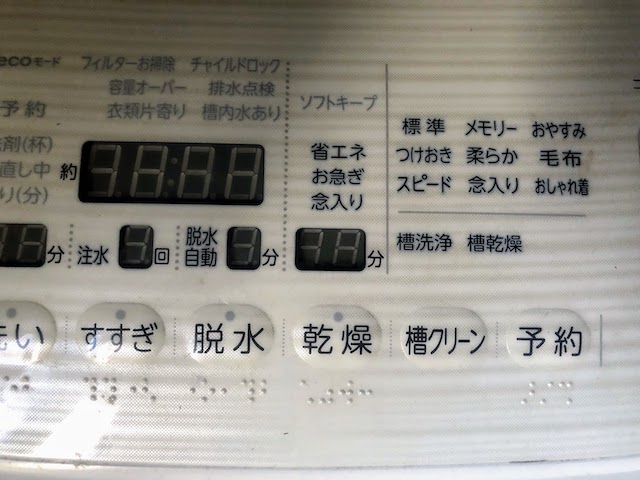 ecoモード フィルターお掃除 チャイルドロック
容量オーバー 排水点検
予約 衣類片寄り 槽内水あり ソフトキープ
標準 メモリー おやすみ
剤(杯) 省エネ つけおき 柔らか 毛布
直し中 約 お急ぎ スピード 念入り おしゃれ着
り(分) 念入り
分 注水 回 脱水 自動 分 分 槽洗浄 槽乾燥
洗い すすぎ 脱水 乾燥 槽クリーン 予約